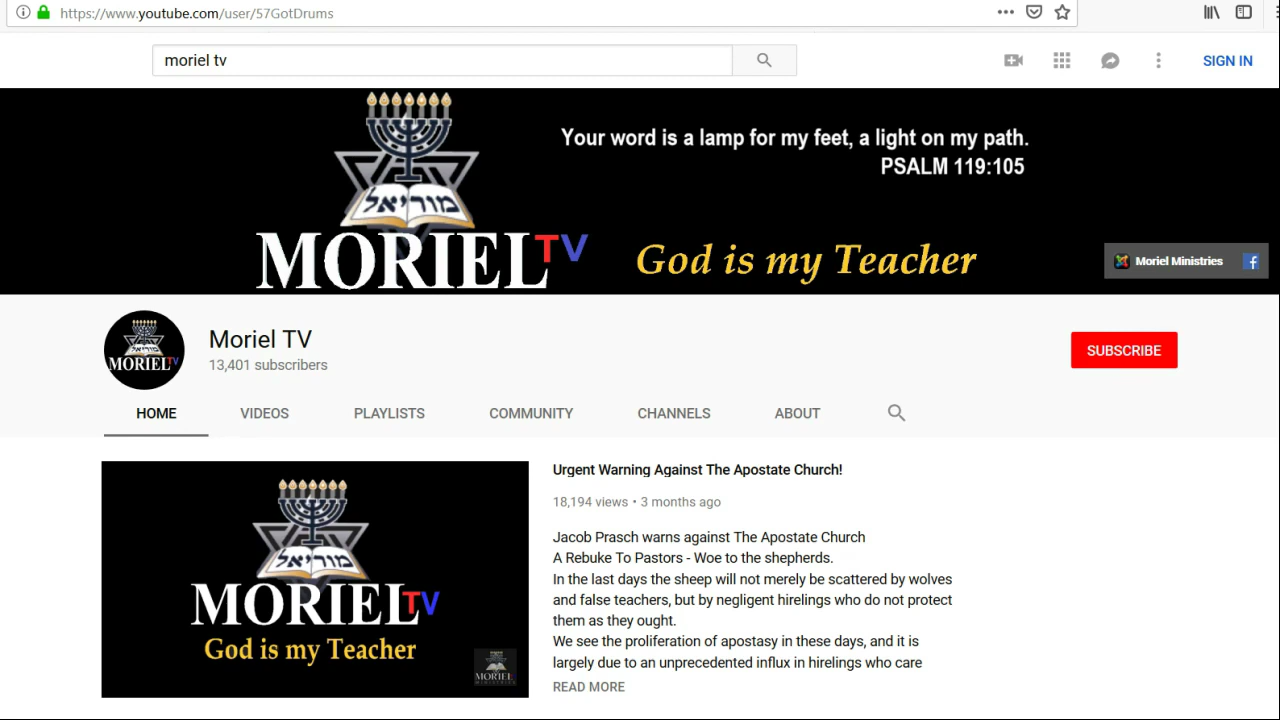 https://www.youtube.com/user/57GotDrums
moriel tv
SIGN IN
Your word is a lamp for my feet, a light on my path.
PSALM 119:105
מוריאל
MORIELTV
God is my Teacher
Moriel Ministries
MORIELTV
Moriel TV
13,401 subscribers
SUBSCRIBE
HOME VIDEOS PLAYLISTS COMMUNITY CHANNELS ABOUT
מוריאל
MORIELTV
God is my Teacher
MORIEL
MINISTRIES
Urgent Warning Against The Apostate Church!
18,194 views • 3 months ago
Jacob Prasch warns against The Apostate Church
A Rebuke To Pastors - Woe to the shepherds.
In the last days the sheep will not merely be scattered by wolves
and false teachers, but by negligent hirelings who do not protect
them as they ought.
We see the proliferation of apostasy in these days, and it is
largely due to an unprecedented influx in hirelings who care
READ MORE